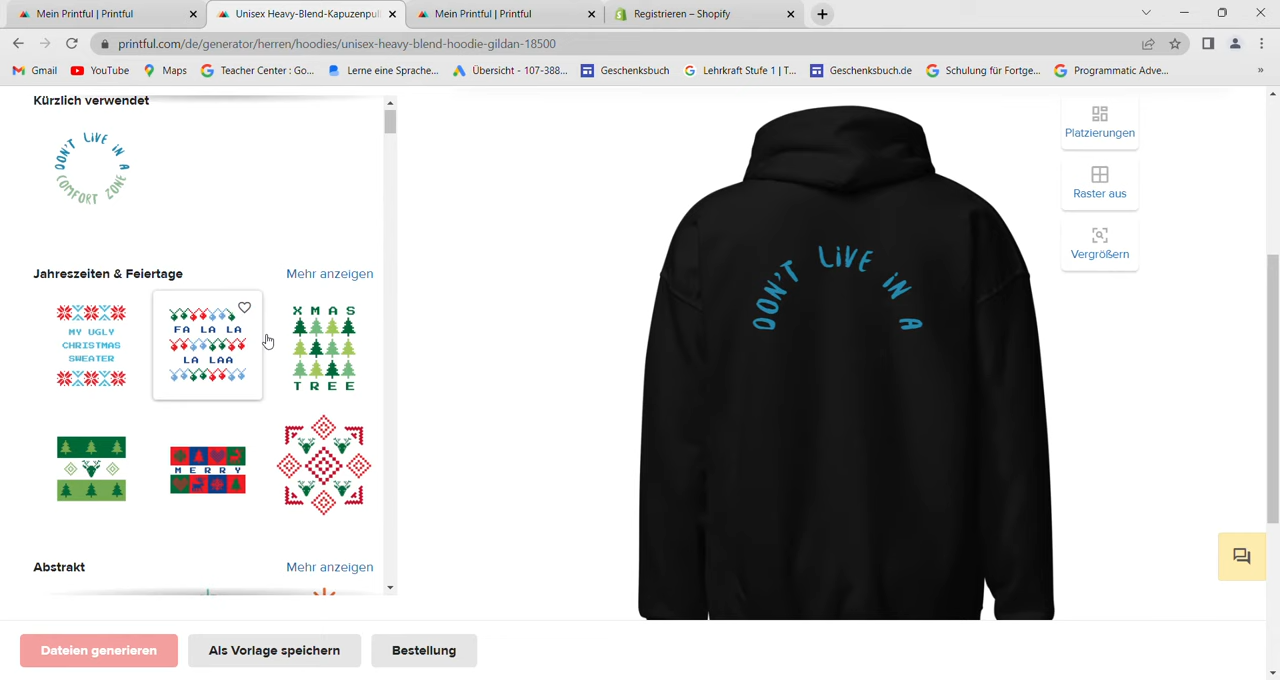 Mein Printful | Printful
Unisex Heavy-Blend-Kapuzenpull
Mein Printful | Printful
Registrieren – Shopify
printful.com/de/generator/herren/hoodies/unisex-heavy-blend-hoodie-gildan-18500
Gmail
YouTube
Maps
Teacher Center : Go...
Lerne eine Sprache...
Übersicht - 107-388...
Geschenksbuch
Lehrkraft Stufe 1 | T...
Geschenksbuch.de
Schulung für Fortge...
Programmatic Adve...
»
Kürzlich verwendet
DON'T LIVE IN A
COMFORT ZONE
Jahreszeiten & Feiertage
Mehr anzeigen
MY UGLY
CHRISTMAS
SWEATER
FA LA LA
LA LAA
XMAS
TREE
MERRY
Abstrakt
Mehr anzeigen
DON'T LIVE IN A
Platzierungen
Raster aus
Vergrößern
Dateien generieren
Als Vorlage speichern
Bestellung